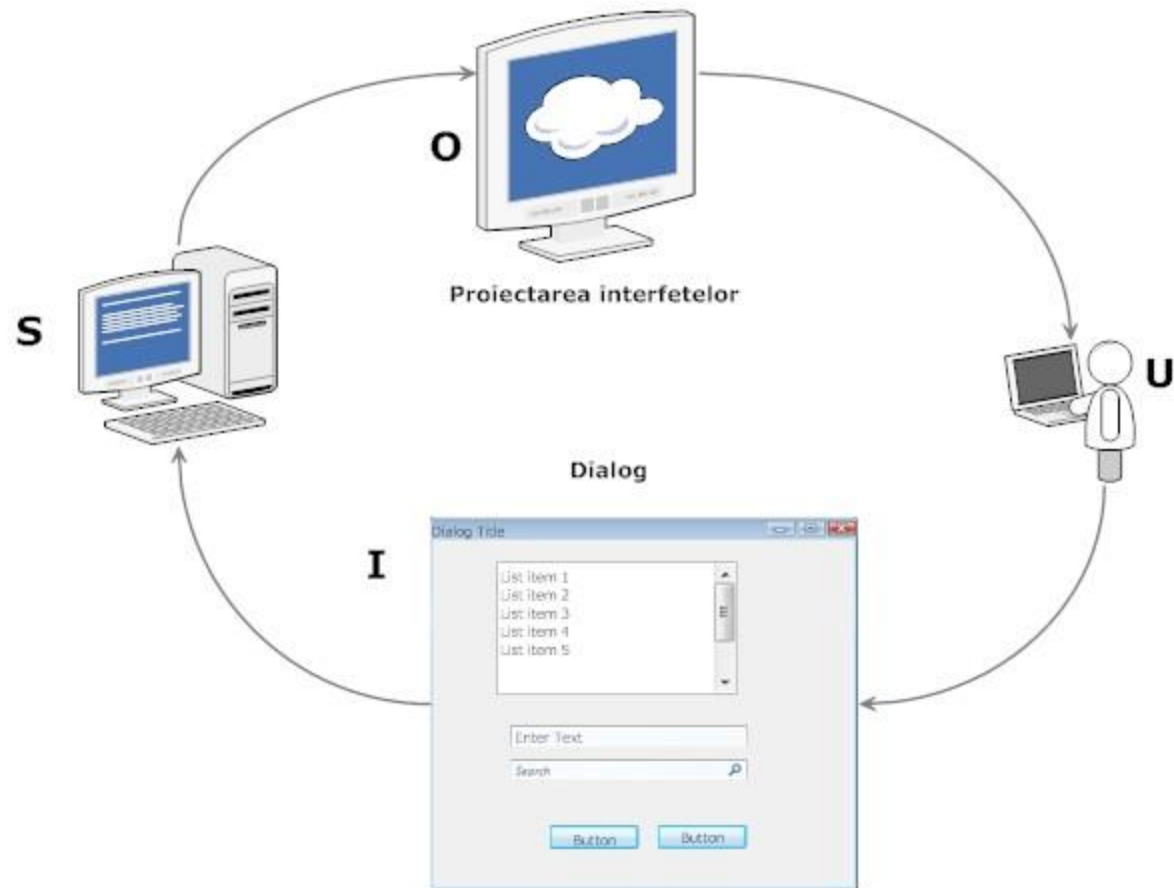 O
Proiectarea interfetelor
S
U
Dialog
I
Dialog Title
List item 1
List item 2
List item 3
List item 4
List item 5
Enter Text
Search
Button Button